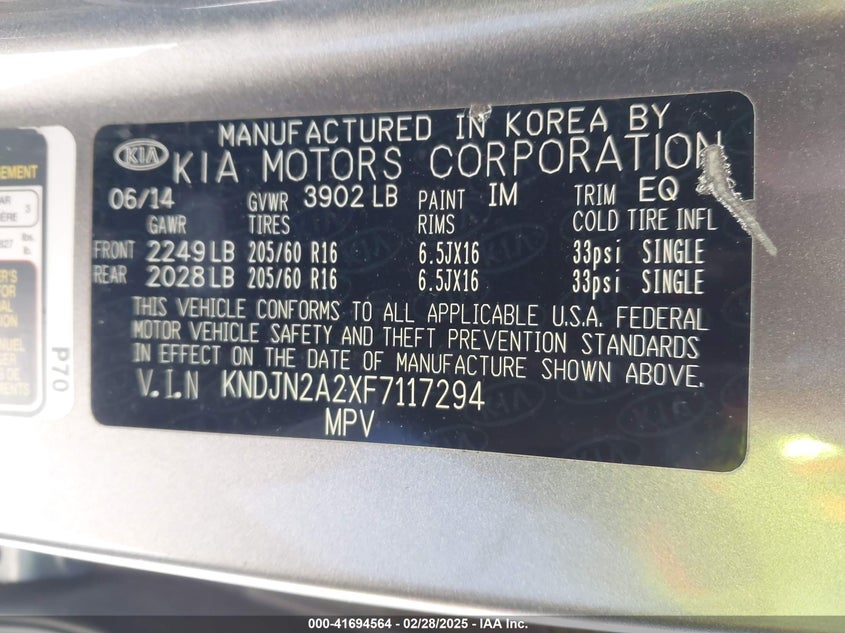 MANUFACTURED IN KOREA BY
KIA KIA MOTORS CORPORATION
06/14 GVWR 3902 LB PAINT IM TRIM EQ
GAWR TIRES RIMS COLD TIRE INFL
FRONT 2249 LB 205/60 R16 6.5JX16 33psi SINGLE
REAR 2028 LB 205/60 R16 6.5JX16 33psi SINGLE
THIS VEHICLE CONFORMS TO ALL APPLICABLE U.S.A. FEDERAL
MOTOR VEHICLE SAFETY AND THEFT PREVENTION STANDARDS
IN EFFECT ON THE DATE OF MANUFACTURE SHOWN ABOVE.
V.I.N KNDJN2A2XF7117294
MPV
3
lbs.
P70
000-41694564 / 02/28/2025 / IAA Inc.